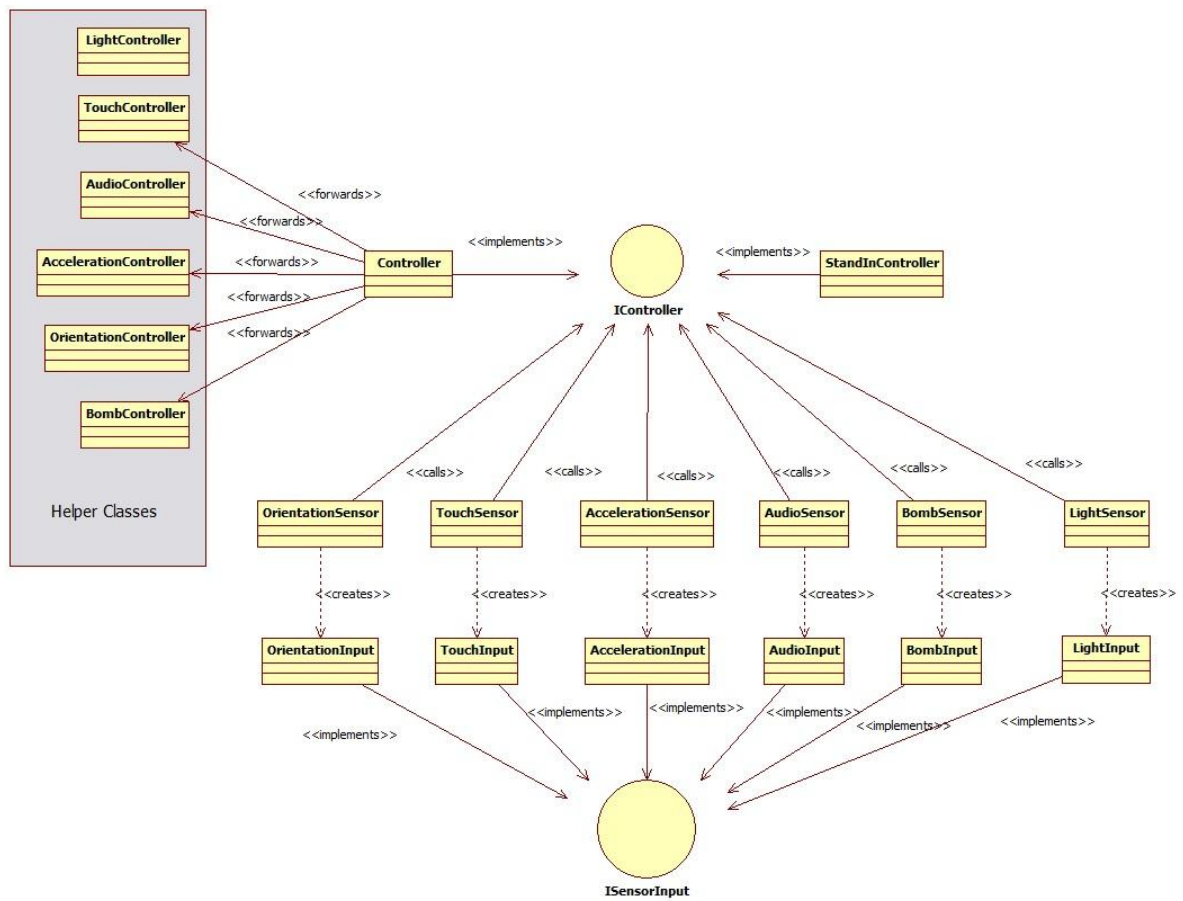 LightController
TouchController
AudioController
AccelerationController
OrientationController
BombController
Helper Classes
<<forwards>>
<<forwards>>
<<forwards>>
<<forwards>>
<<forwards>>
Controller
<<implements>>
IController
<<implements>>
StandInController
<<calls>>
<<calls>>
<<calls>>
<<calls>>
<<calls>>
<<calls>>
OrientationSensor
TouchSensor
AccelerationSensor
AudioSensor
BombSensor
LightSensor
<<creates>>
<<creates>>
<<creates>>
<<creates>>
<<creates>>
<<creates>>
OrientationInput
TouchInput
AccelerationInput
AudioInput
BombInput
LightInput
<<implements>>
<<implements>>
<<implements>>
<<implements>>
<<implements>>
<<implements>>
ISensorInput